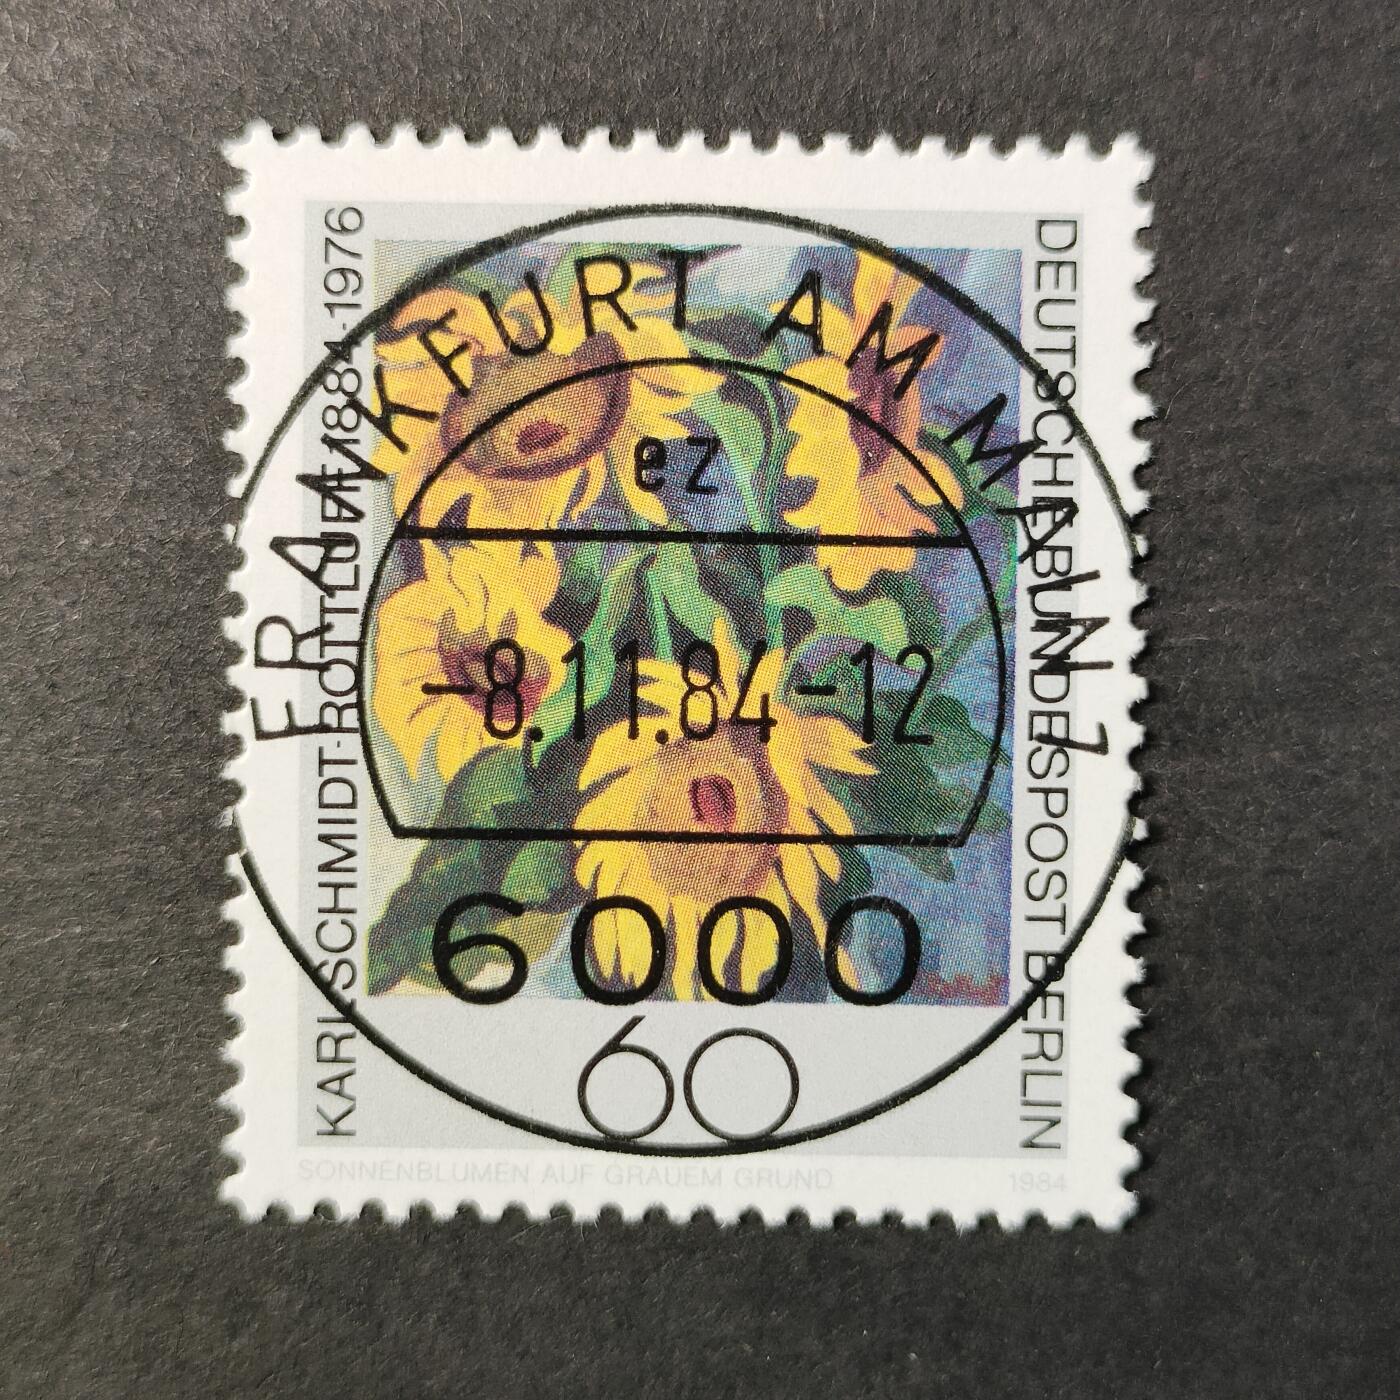 KARL SCHMIDT-ROTTLUFF 1884-1976
DEUTSCHE BUNDESPOST BERLIN
FRANKFURT AM MAIN 1
ez
-8.11.84-12
6000
60
SONNENBLUMEN AUF GRAUEM GRUND 1984